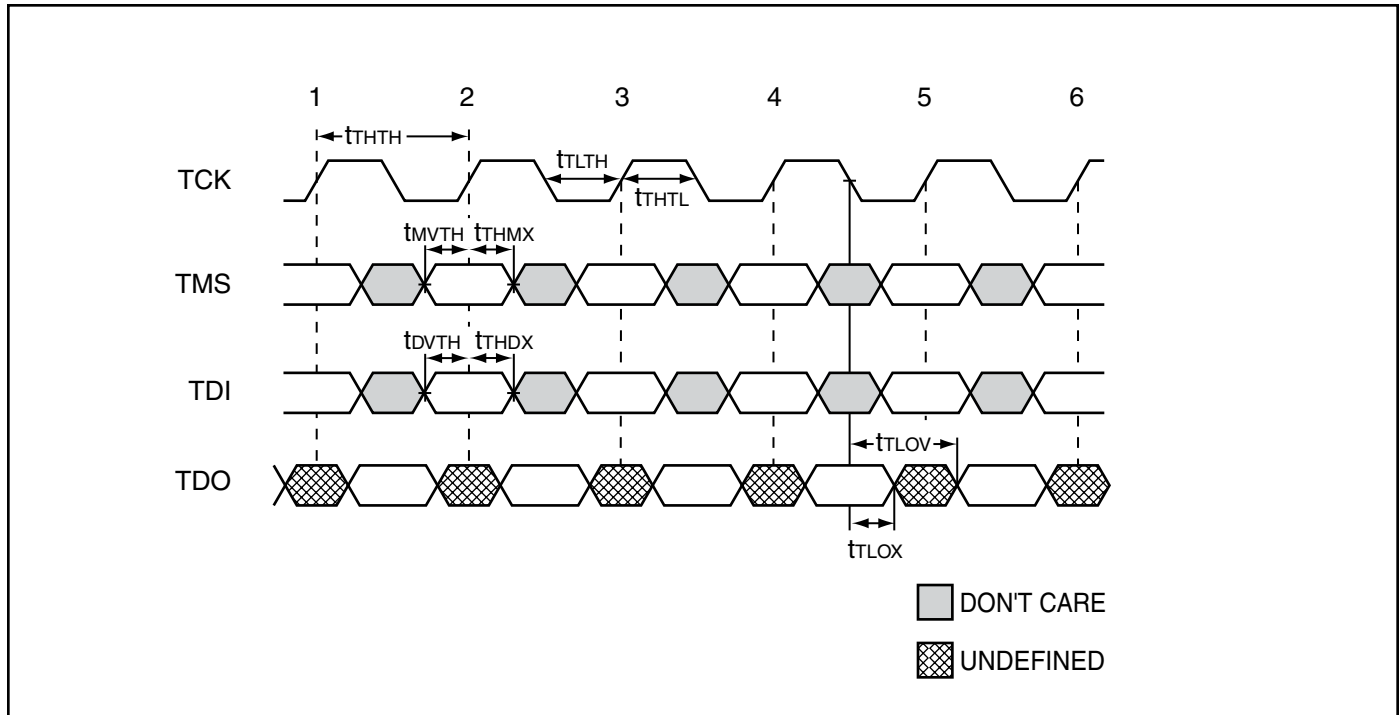 1 2 3 4 5 6
tTHTH
TCK
tTLTH
tTHTL
tMVTH tTHMX
TMS
tDVTH tTHDX
TDI
tTLOV
TDO
tTLOX
DON'T CARE
UNDEFINED